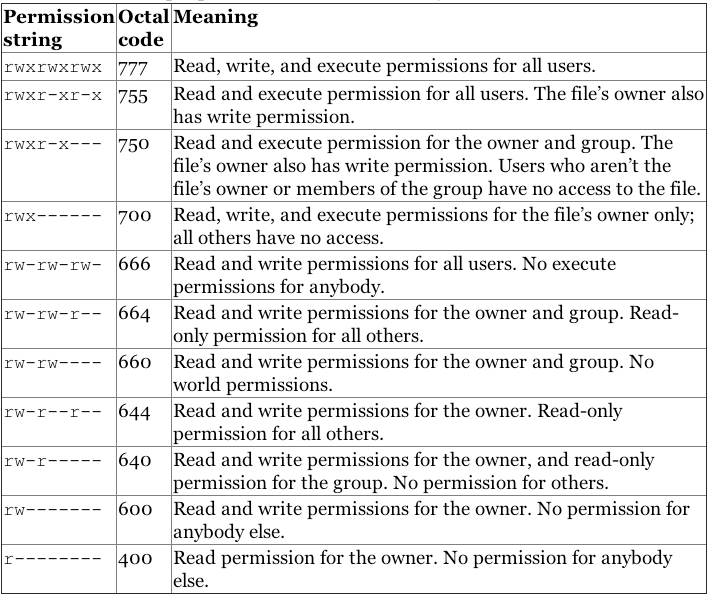 Permission Octal Meaning
string code
rwxrwxrwx 777 Read, write, and execute permissions for all users.
rwxr-xr-x 755 Read and execute permission for all users. The file’s owner also
has write permission.
rwxr-x--- 750 Read and execute permission for the owner and group. The
file’s owner also has write permission. Users who aren’t the
file’s owner or members of the group have no access to the file.
rwx------ 700 Read, write, and execute permissions for the file’s owner only;
all others have no access.
rw-rw-rw- 666 Read and write permissions for all users. No execute
permissions for anybody.
rw-rw-r-- 664 Read and write permissions for the owner and group. Read-
only permission for all others.
rw-rw---- 660 Read and write permissions for the owner and group. No
world permissions.
rw-r--r-- 644 Read and write permissions for the owner. Read-only
permission for all others.
rw-r----- 640 Read and write permissions for the owner, and read-only
permission for the group. No permission for others.
rw------- 600 Read and write permissions for the owner. No permission for
anybody else.
r-------- 400 Read permission for the owner. No permission for anybody
else.